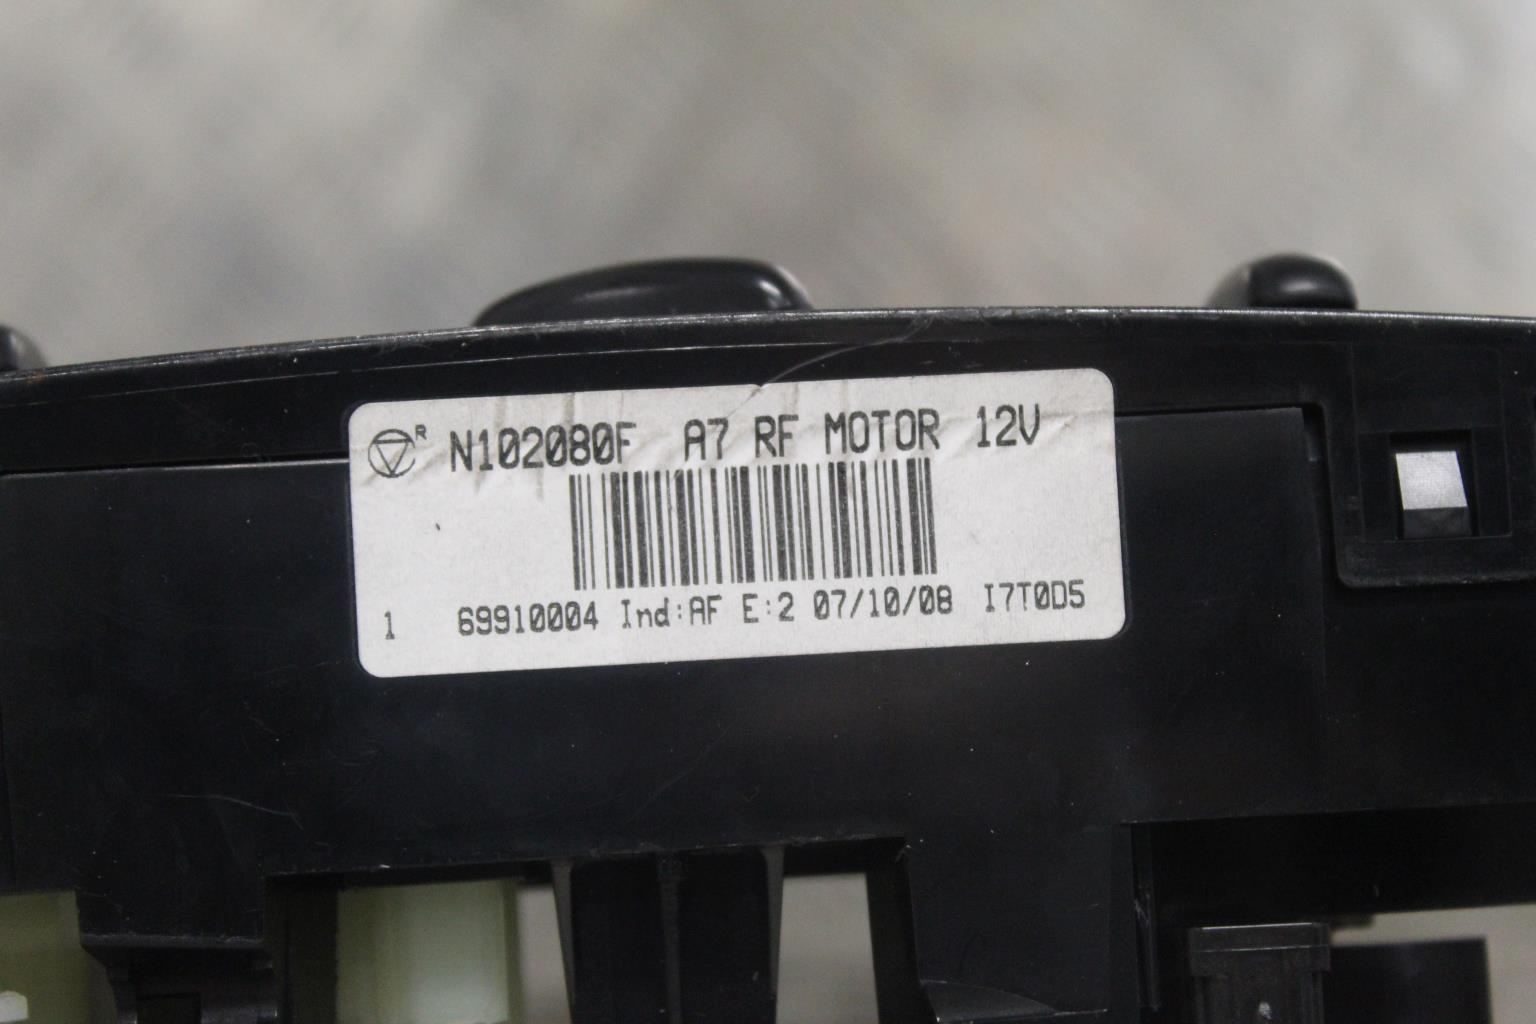 R N102080F A7 RF MOTOR 12V
1 69910004 Ind:AF E:2 07/10/08 I7T0D5